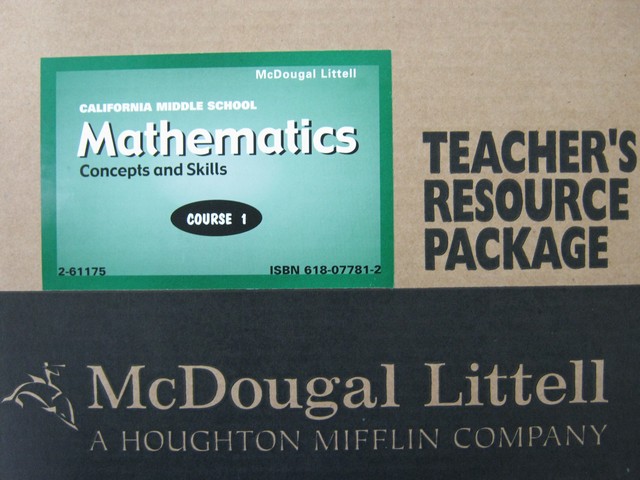 McDougal Littell
CALIFORNIA MIDDLE SCHOOL
Mathematics
Concepts and Skills
COURSE 1
2-61175
ISBN 618-07781-2
TEACHER'S
RESOURCE
PACKAGE
McDougal Littell
A HOUGHTON MIFFLIN COMPANY